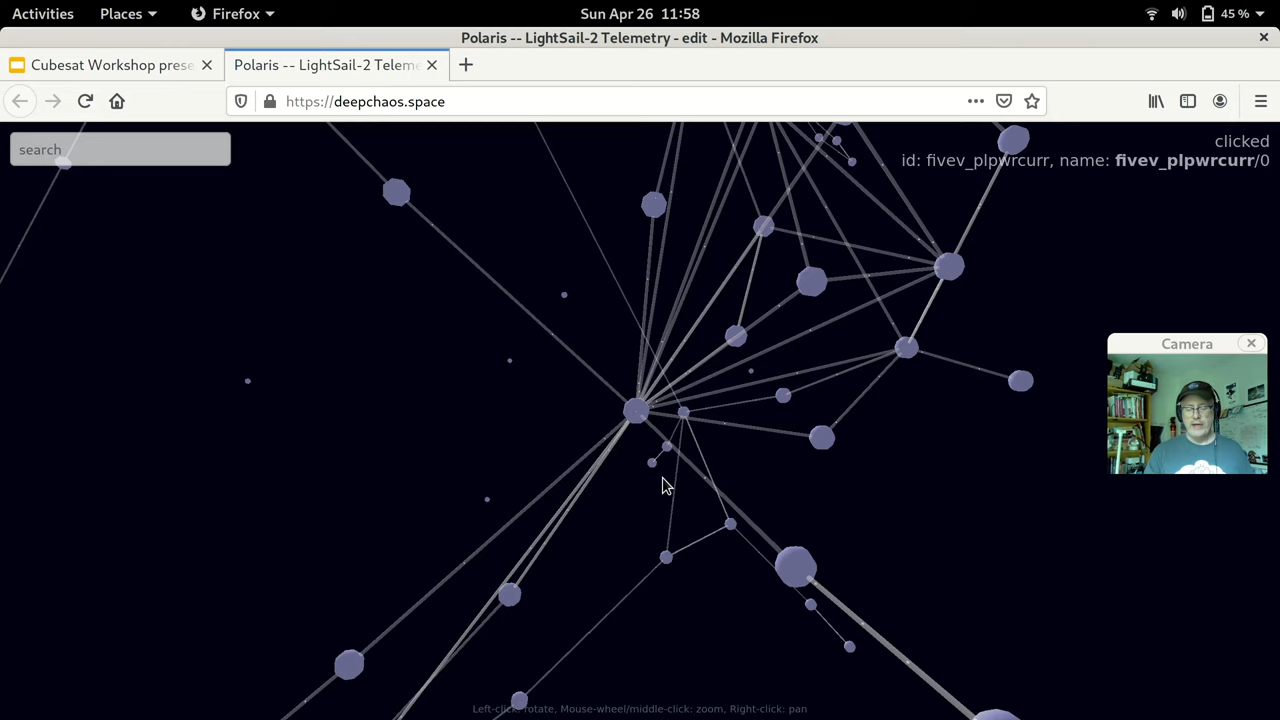 Activities Places Firefox Sun Apr 26 11:58 45 %
Polaris -- LightSail-2 Telemetry - edit - Mozilla Firefox
Cubesat Workshop prese Polaris -- LightSail-2 Teleme
https://deepchaos.space
search
clicked
id: fivev_plpwrcurr, name: fivev_plpwrcurr/0
Camera
Left-click: rotate, Mouse-wheel/middle-click: zoom, Right-click: pan